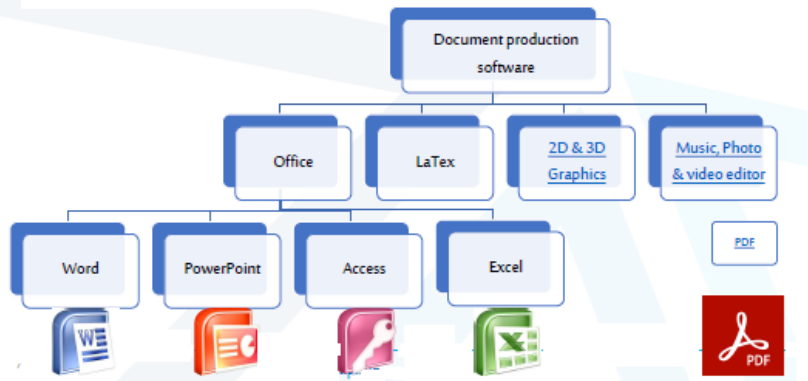 Document production
software
Office
LaTex
2D & 3D
Graphics
Music, Photo
& video editor
PDF
Word
PowerPoint
Access
Excel
W
PDF